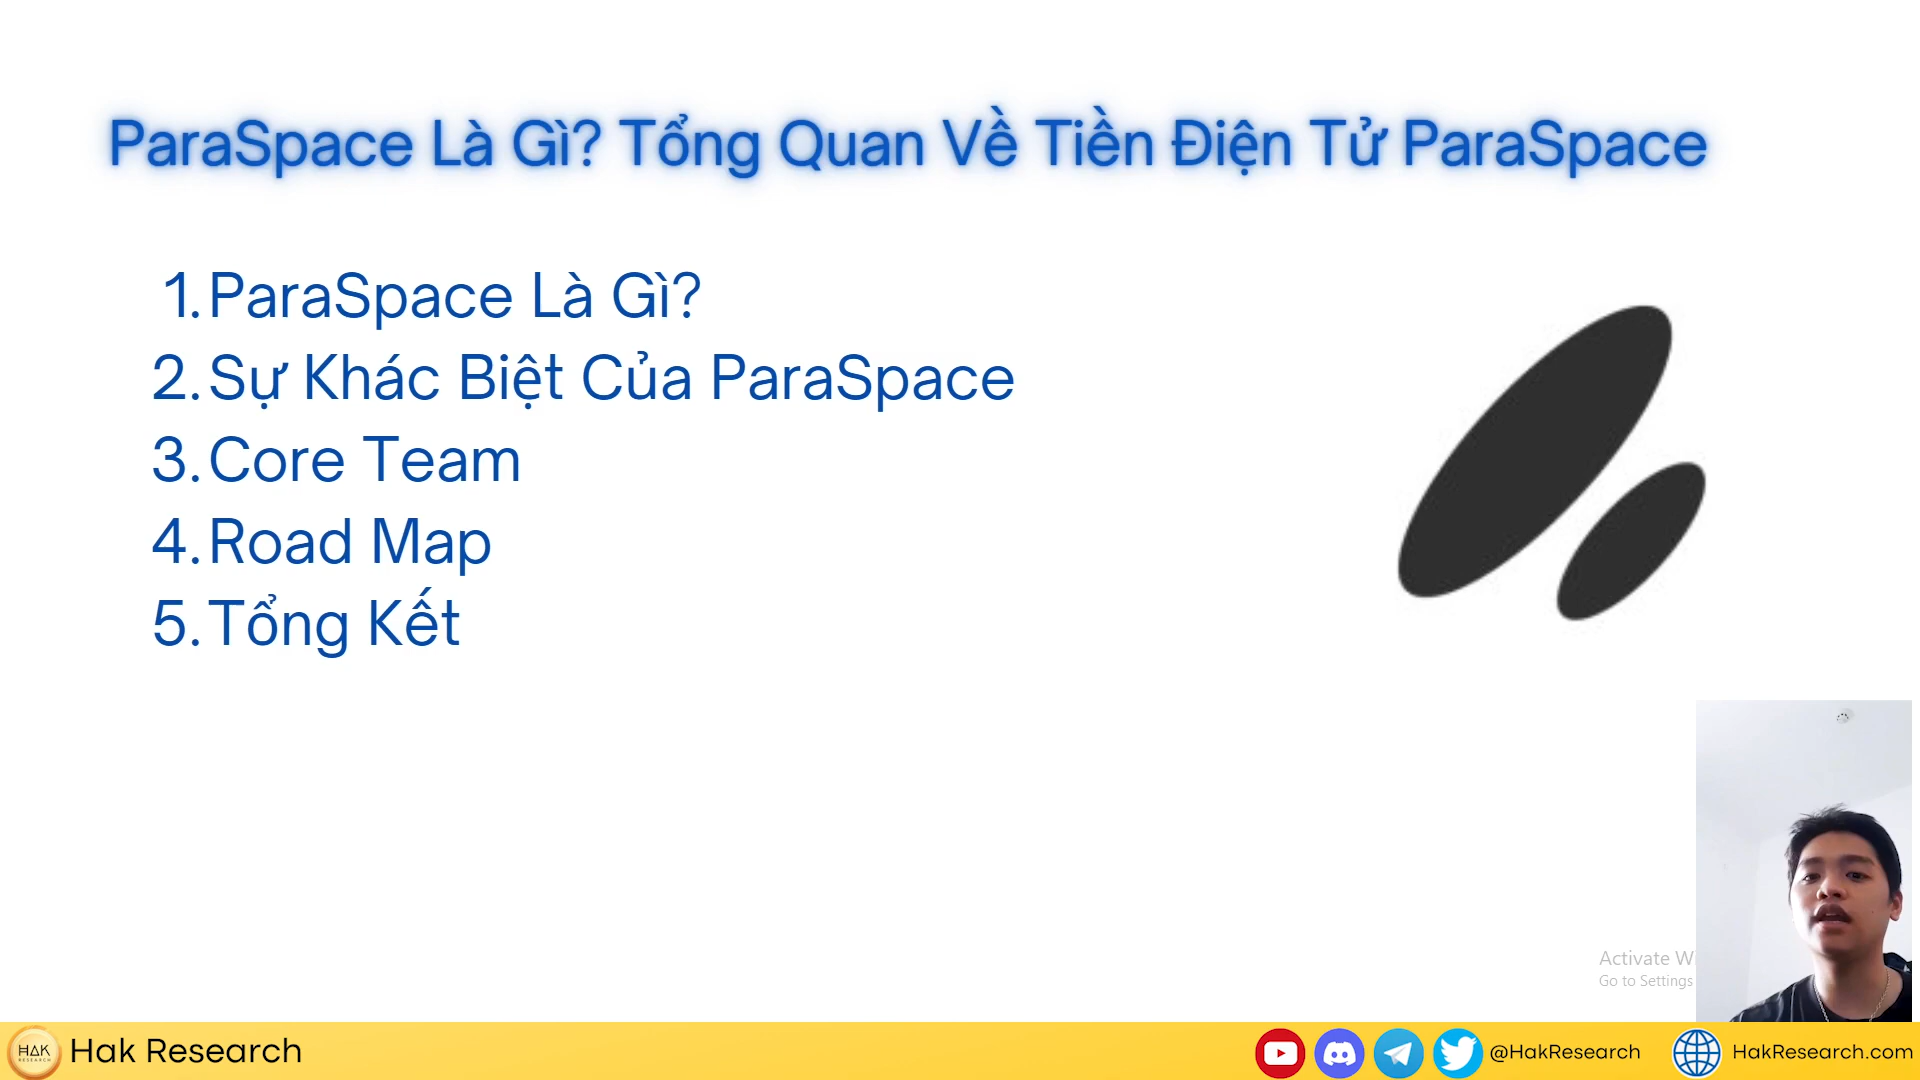 ParaSpace Là Gì? Tổng Quan Về Tiền Điện Tử ParaSpace
1. ParaSpace Là Gì?
2. Sự Khác Biệt Của ParaSpace
3. Core Team
4. Road Map
5. Tổng Kết
Activate W
Go to Settings
HAK
RESEARCH
Hak Research
@HakResearch
HakResearch.com